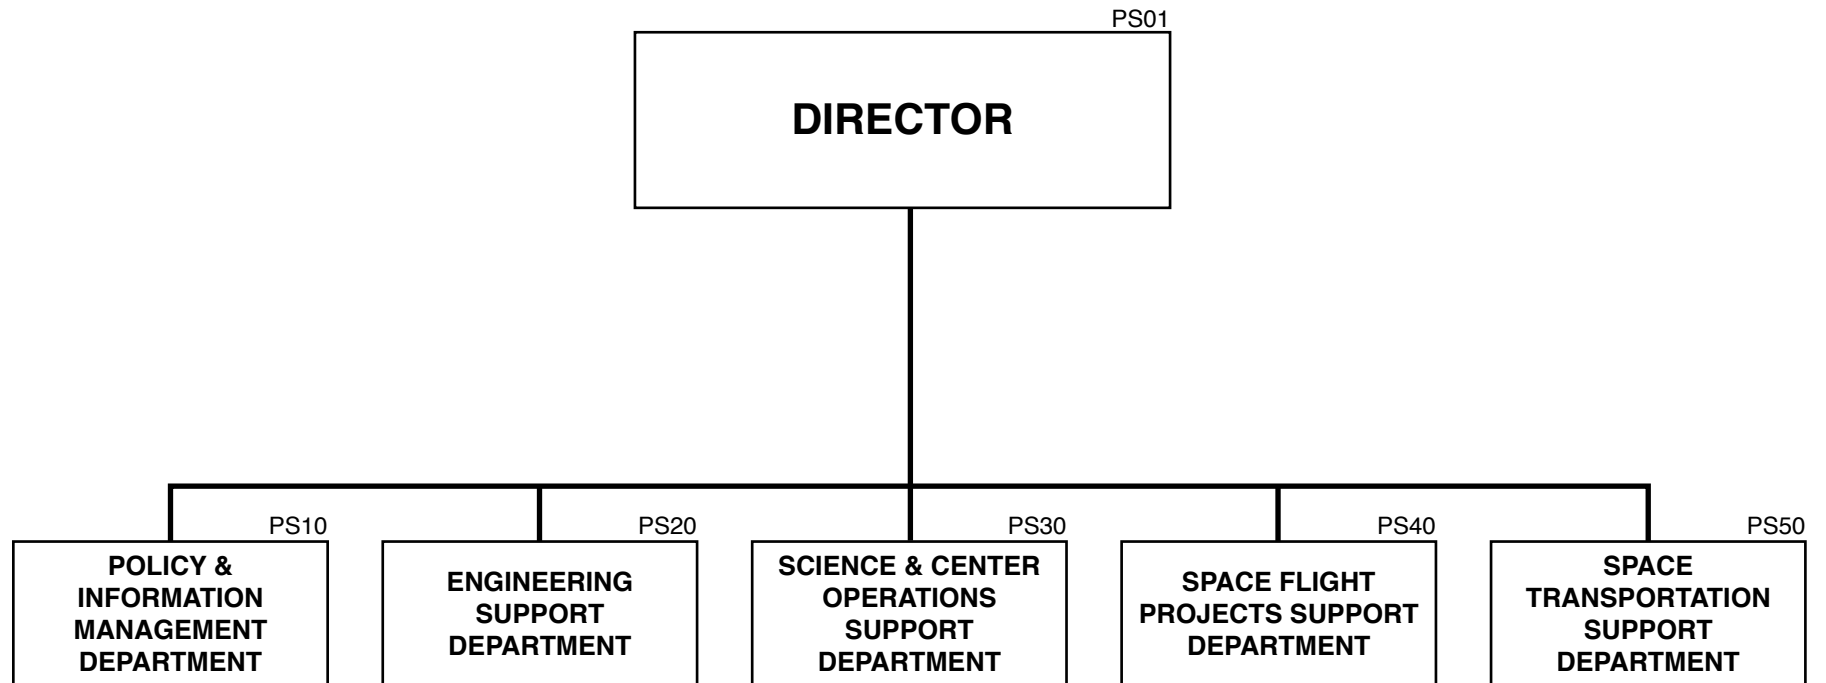 PS01
DIRECTOR
PS10
POLICY &
INFORMATION
MANAGEMENT
DEPARTMENT
PS20
ENGINEERING
SUPPORT
DEPARTMENT
PS30
SCIENCE & CENTER
OPERATIONS
SUPPORT
DEPARTMENT
PS40
SPACE FLIGHT
PROJECTS SUPPORT
DEPARTMENT
PS50
SPACE
TRANSPORTATION
SUPPORT
DEPARTMENT